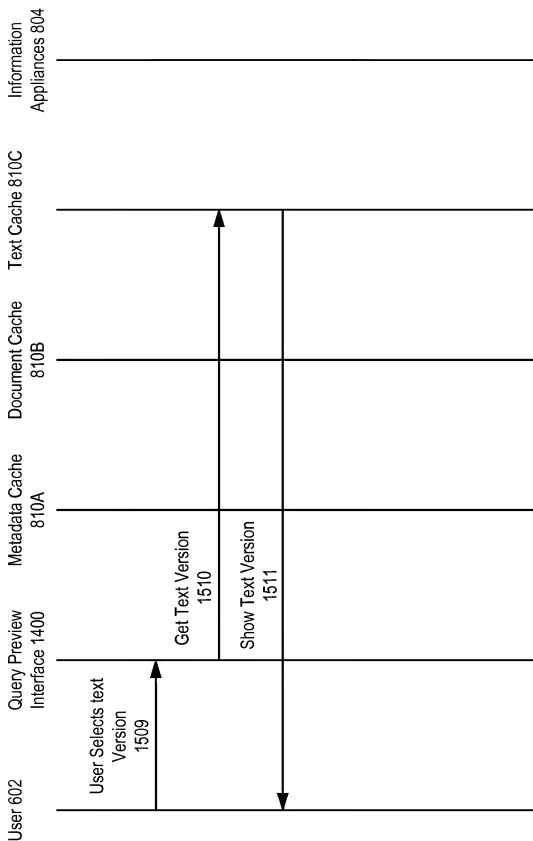 User 602
Query Preview
Interface 1400
Metadata Cache
810A
Document Cache
810B
Text Cache 810C
Information
Appliances 804
User Selects text
Version
1509
Get Text Version
1510
Show Text Version
1511